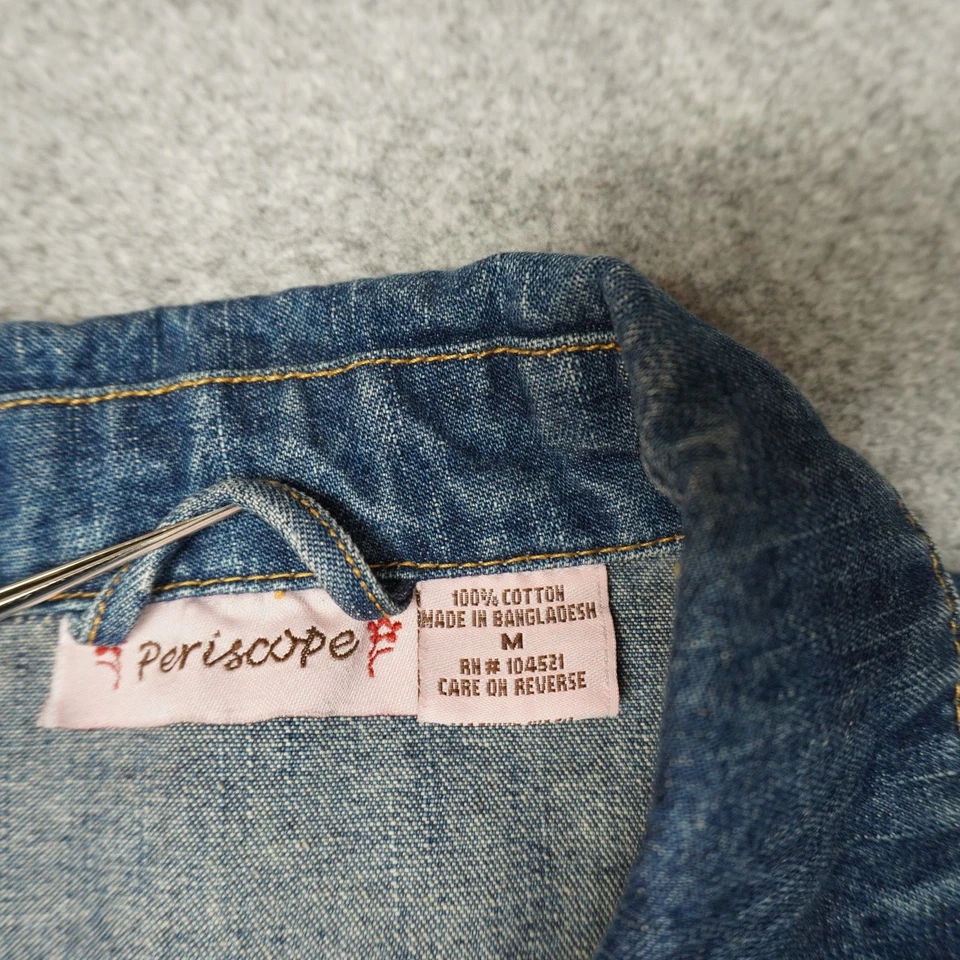 Periscope
100% COTTON
MADE IN BANGLADESH
M
RN # 104521
CARE ON REVERSE